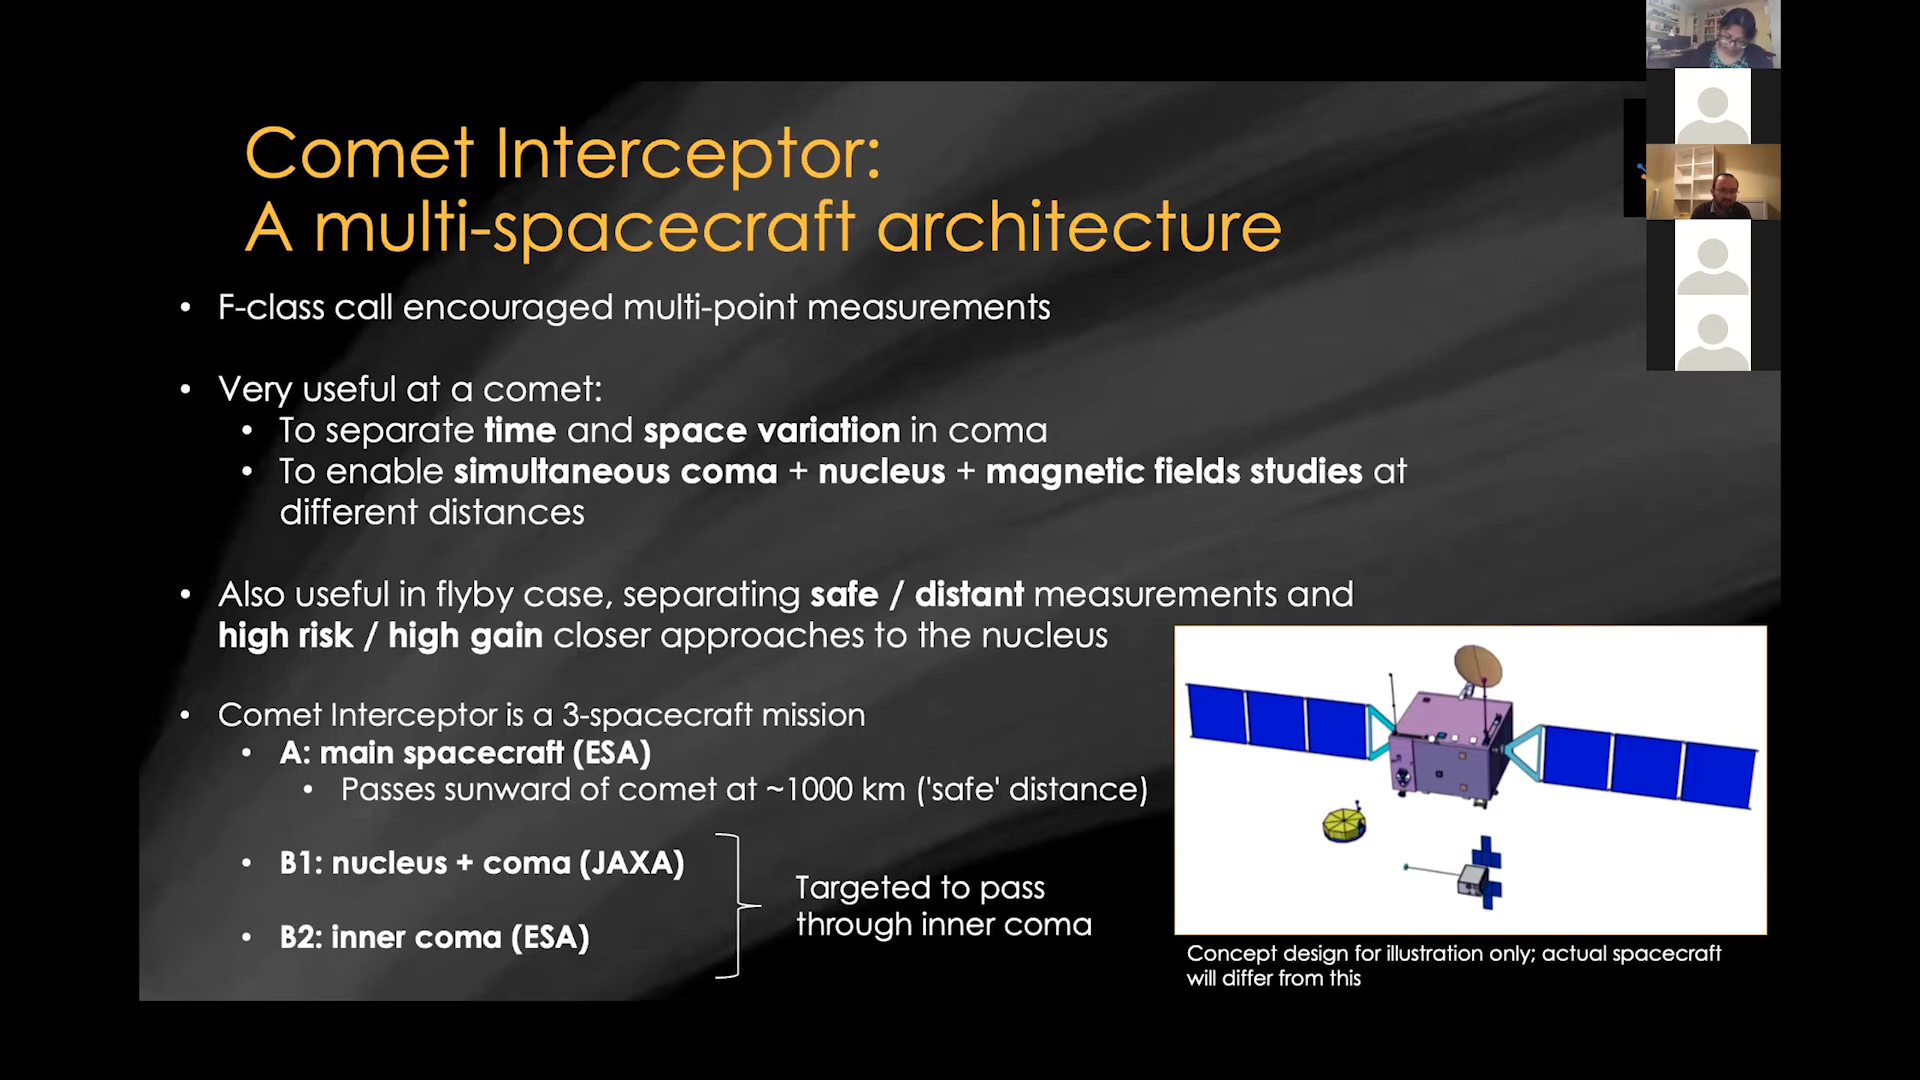 Comet Interceptor:
A multi-spacecraft architecture
• F-class call encouraged multi-point measurements
• Very useful at a comet:
• To separate time and space variation in coma
• To enable simultaneous coma + nucleus + magnetic fields studies at
different distances
• Also useful in flyby case, separating safe / distant measurements and
high risk / high gain closer approaches to the nucleus
• Comet Interceptor is a 3-spacecraft mission
• A: main spacecraft (ESA)
• Passes sunward of comet at ~1000 km ('safe' distance)
• B1: nucleus + coma (JAXA)
• B2: inner coma (ESA)
Targeted to pass
through inner coma
Concept design for illustration only; actual spacecraft
will differ from this